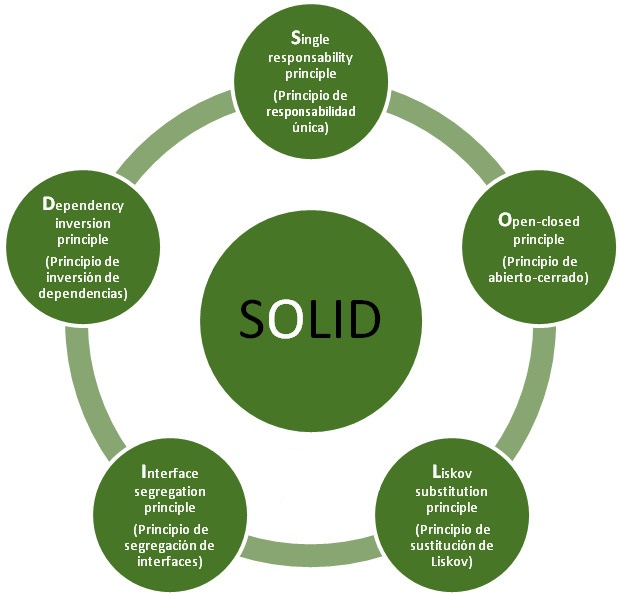 Single
responsability
principle
(Principio de
responsabilidad
única)
Open-closed
principle
(Principio de
abierto-cerrado)
Liskov
substitution
principle
(Principio de
sustitución de
Liskov)
Interface
segregation
principle
(Principio de
segregación de
interfaces)
Dependency
inversion
principle
(Principio de
inversión de
dependencias)
SOLID